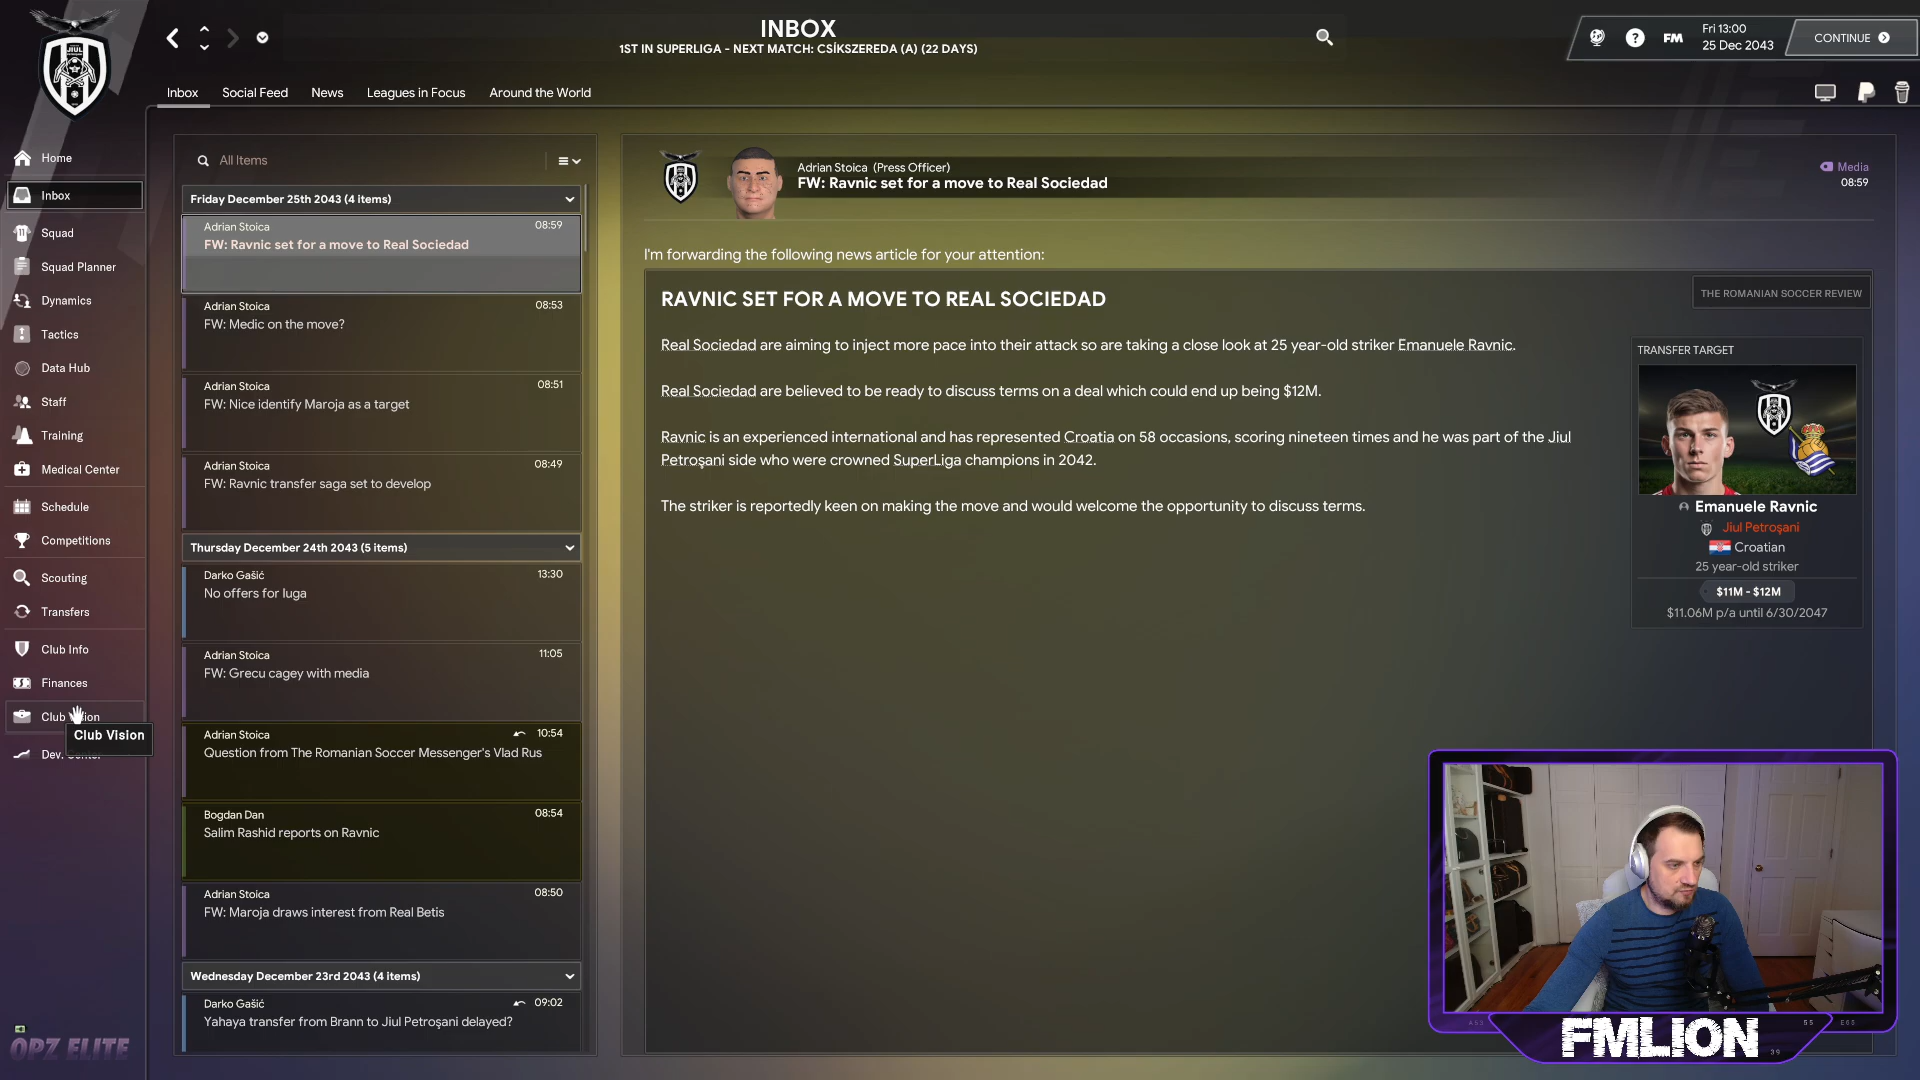 INBOX
1ST IN SUPERLIGA - NEXT MATCH: CSÍKSZEREDA (A) (22 DAYS)
FM
Fri 13:00
25 Dec 2043
CONTINUE
Inbox
Social Feed
News
Leagues in Focus
Around the World
Home
Inbox
Squad
Squad Planner
Dynamics
Tactics
Data Hub
Staff
Training
Medical Center
Schedule
Competitions
Scouting
Transfers
Club Info
Finances
Club Vision
Club Vision
Dev. Center
OPZ ELITE
All Items
Friday December 25th 2043 (4 items)
Adrian Stoica 08:59
FW: Ravnic set for a move to Real Sociedad
Adrian Stoica 08:53
FW: Medic on the move?
Adrian Stoica 08:51
FW: Nice identify Maroja as a target
Adrian Stoica 08:49
FW: Ravnic transfer saga set to develop
Thursday December 24th 2043 (5 items)
Darko Gašić 13:30
No offers for Iuga
Adrian Stoica 11:05
FW: Grecu cagey with media
Adrian Stoica 10:54
Question from The Romanian Soccer Messenger's Vlad Rus
Bogdan Dan 08:54
Salim Rashid reports on Ravnic
Adrian Stoica 08:50
FW: Maroja draws interest from Real Betis
Wednesday December 23rd 2043 (4 items)
Darko Gašić 09:02
Yahaya transfer from Brann to Jiul Petroşani delayed?
Adrian Stoica (Press Officer)
FW: Ravnic set for a move to Real Sociedad
Media
08:59
I'm forwarding the following news article for your attention:
RAVNIC SET FOR A MOVE TO REAL SOCIEDAD
THE ROMANIAN SOCCER REVIEW
Real Sociedad are aiming to inject more pace into their attack so are taking a close look at 25 year-old striker Emanuele Ravnic.
Real Sociedad are believed to be ready to discuss terms on a deal which could end up being $12M.
Ravnic is an experienced international and has represented Croatia on 58 occasions, scoring nineteen times and he was part of the Jiul
Petroşani side who were crowned SuperLiga champions in 2042.
The striker is reportedly keen on making the move and would welcome the opportunity to discuss terms.
TRANSFER TARGET
Emanuele Ravnic
Jiul Petroşani
Croatian
25 year-old striker
$11M - $12M
$11.06M p/a until 6/30/2047
FMLION